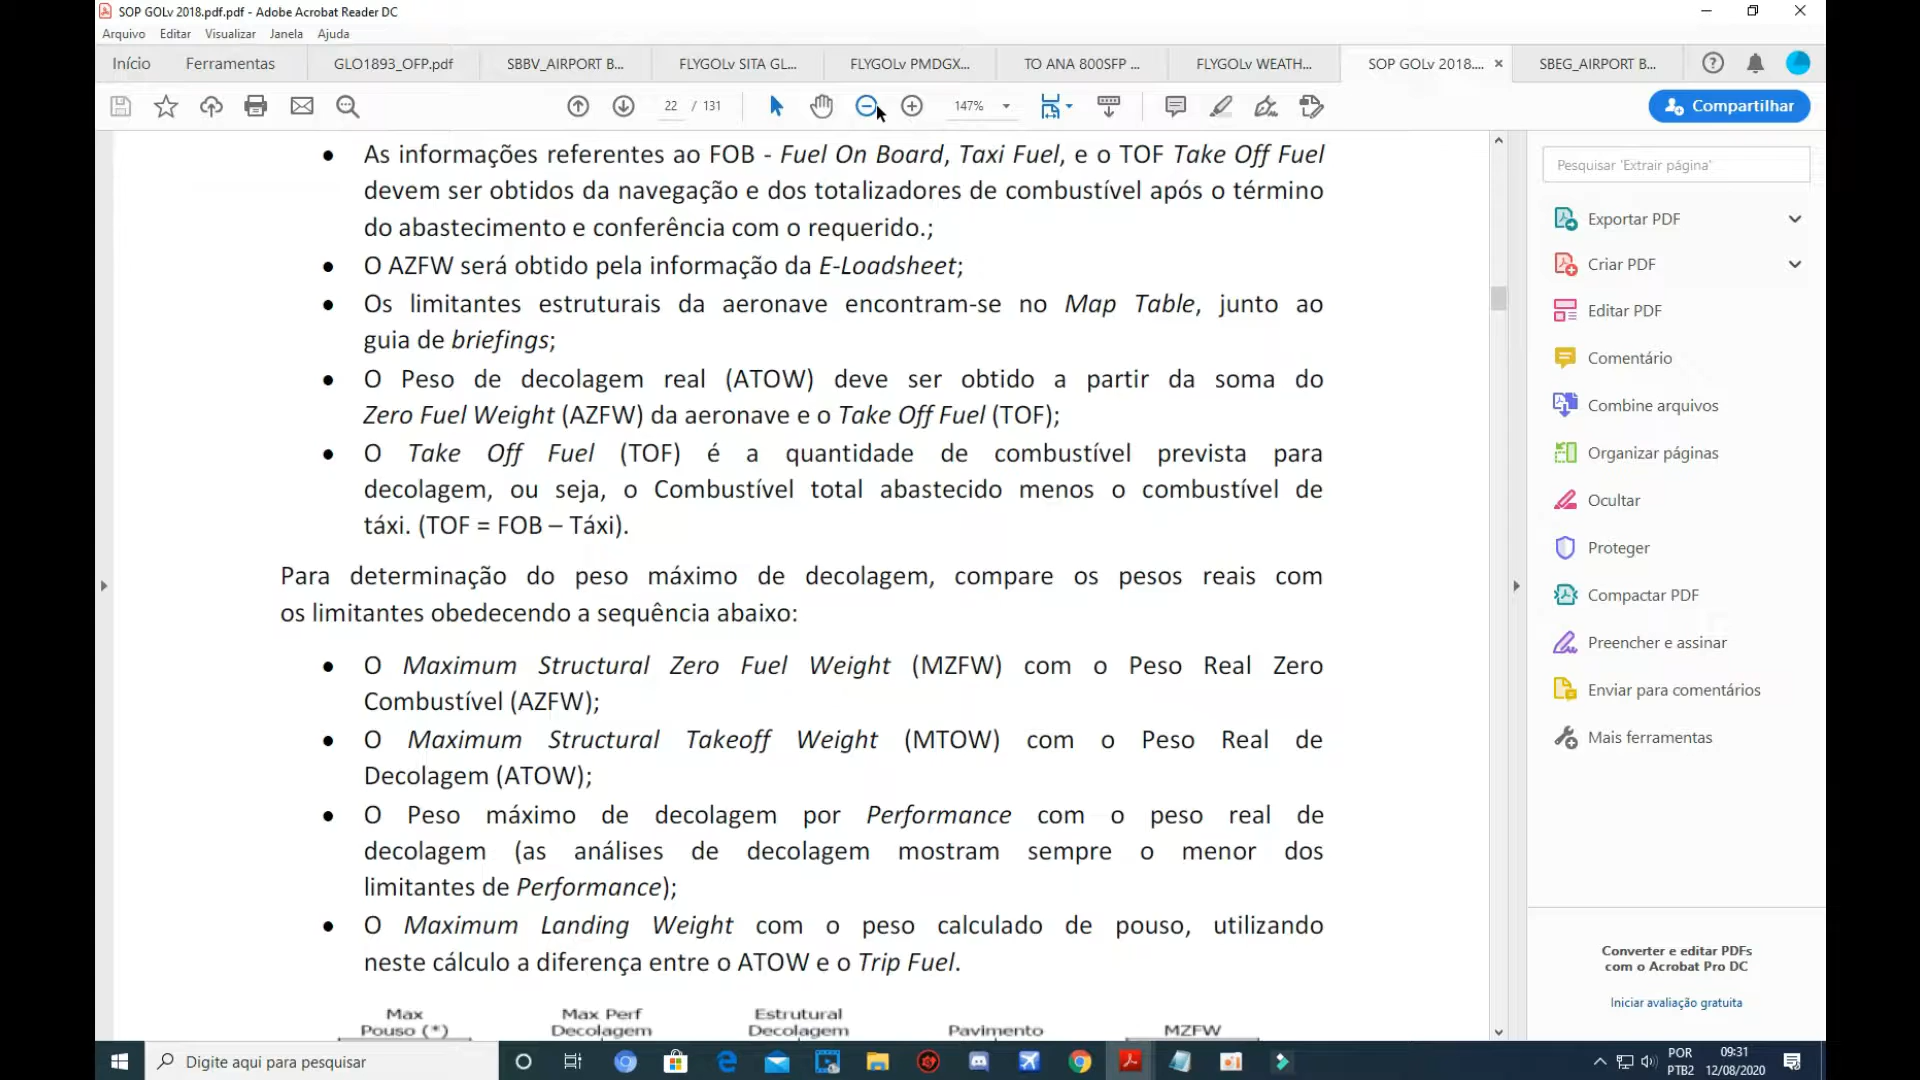 SOP GOLv 2018.pdf.pdf - Adobe Acrobat Reader DC
Arquivo Editar Visualizar Janela Ajuda
Início Ferramentas GLO1893_OFP.pdf SBBV_AIRPORT B... FLYGOLv SITA GL... FLYGOLv PMDGX... TO ANA 800SFP ... FLYGOLv WEATH... SOP GOLv 2018.... × SBEG_AIRPORT B...
22 / 131 147% Compartilhar
• As informações referentes ao FOB - Fuel On Board, Taxi Fuel, e o TOF Take Off Fuel
devem ser obtidos da navegação e dos totalizadores de combustível após o término
do abastecimento e conferência com o requerido.;
• O AZFW será obtido pela informação da E-Loadsheet;
• Os limitantes estruturais da aeronave encontram-se no Map Table, junto ao
guia de briefings;
• O Peso de decolagem real (ATOW) deve ser obtido a partir da soma do
Zero Fuel Weight (AZFW) da aeronave e o Take Off Fuel (TOF);
• O Take Off Fuel (TOF) é a quantidade de combustível prevista para
decolagem, ou seja, o Combustível total abastecido menos o combustível de
táxi. (TOF = FOB – Táxi).
Para determinação do peso máximo de decolagem, compare os pesos reais com
os limitantes obedecendo a sequência abaixo:
• O Maximum Structural Zero Fuel Weight (MZFW) com o Peso Real Zero
Combustível (AZFW);
• O Maximum Structural Takeoff Weight (MTOW) com o Peso Real de
Decolagem (ATOW);
• O Peso máximo de decolagem por Performance com o peso real de
decolagem (as análises de decolagem mostram sempre o menor dos
limitantes de Performance);
• O Maximum Landing Weight com o peso calculado de pouso, utilizando
neste cálculo a diferença entre o ATOW e o Trip Fuel.
Max Pouso (*)
Max Perf Decolagem
Estrutural Decolagem
Pavimento
MZFW
Pesquisar 'Extrair página'
Exportar PDF
Criar PDF
Editar PDF
Comentário
Combine arquivos
Organizar páginas
Ocultar
Proteger
Compactar PDF
Preencher e assinar
Enviar para comentários
Mais ferramentas
Converter e editar PDFs
com o Acrobat Pro DC
Iniciar avaliação gratuita
Digite aqui para pesquisar
POR
PTB2
09:31
12/08/2020